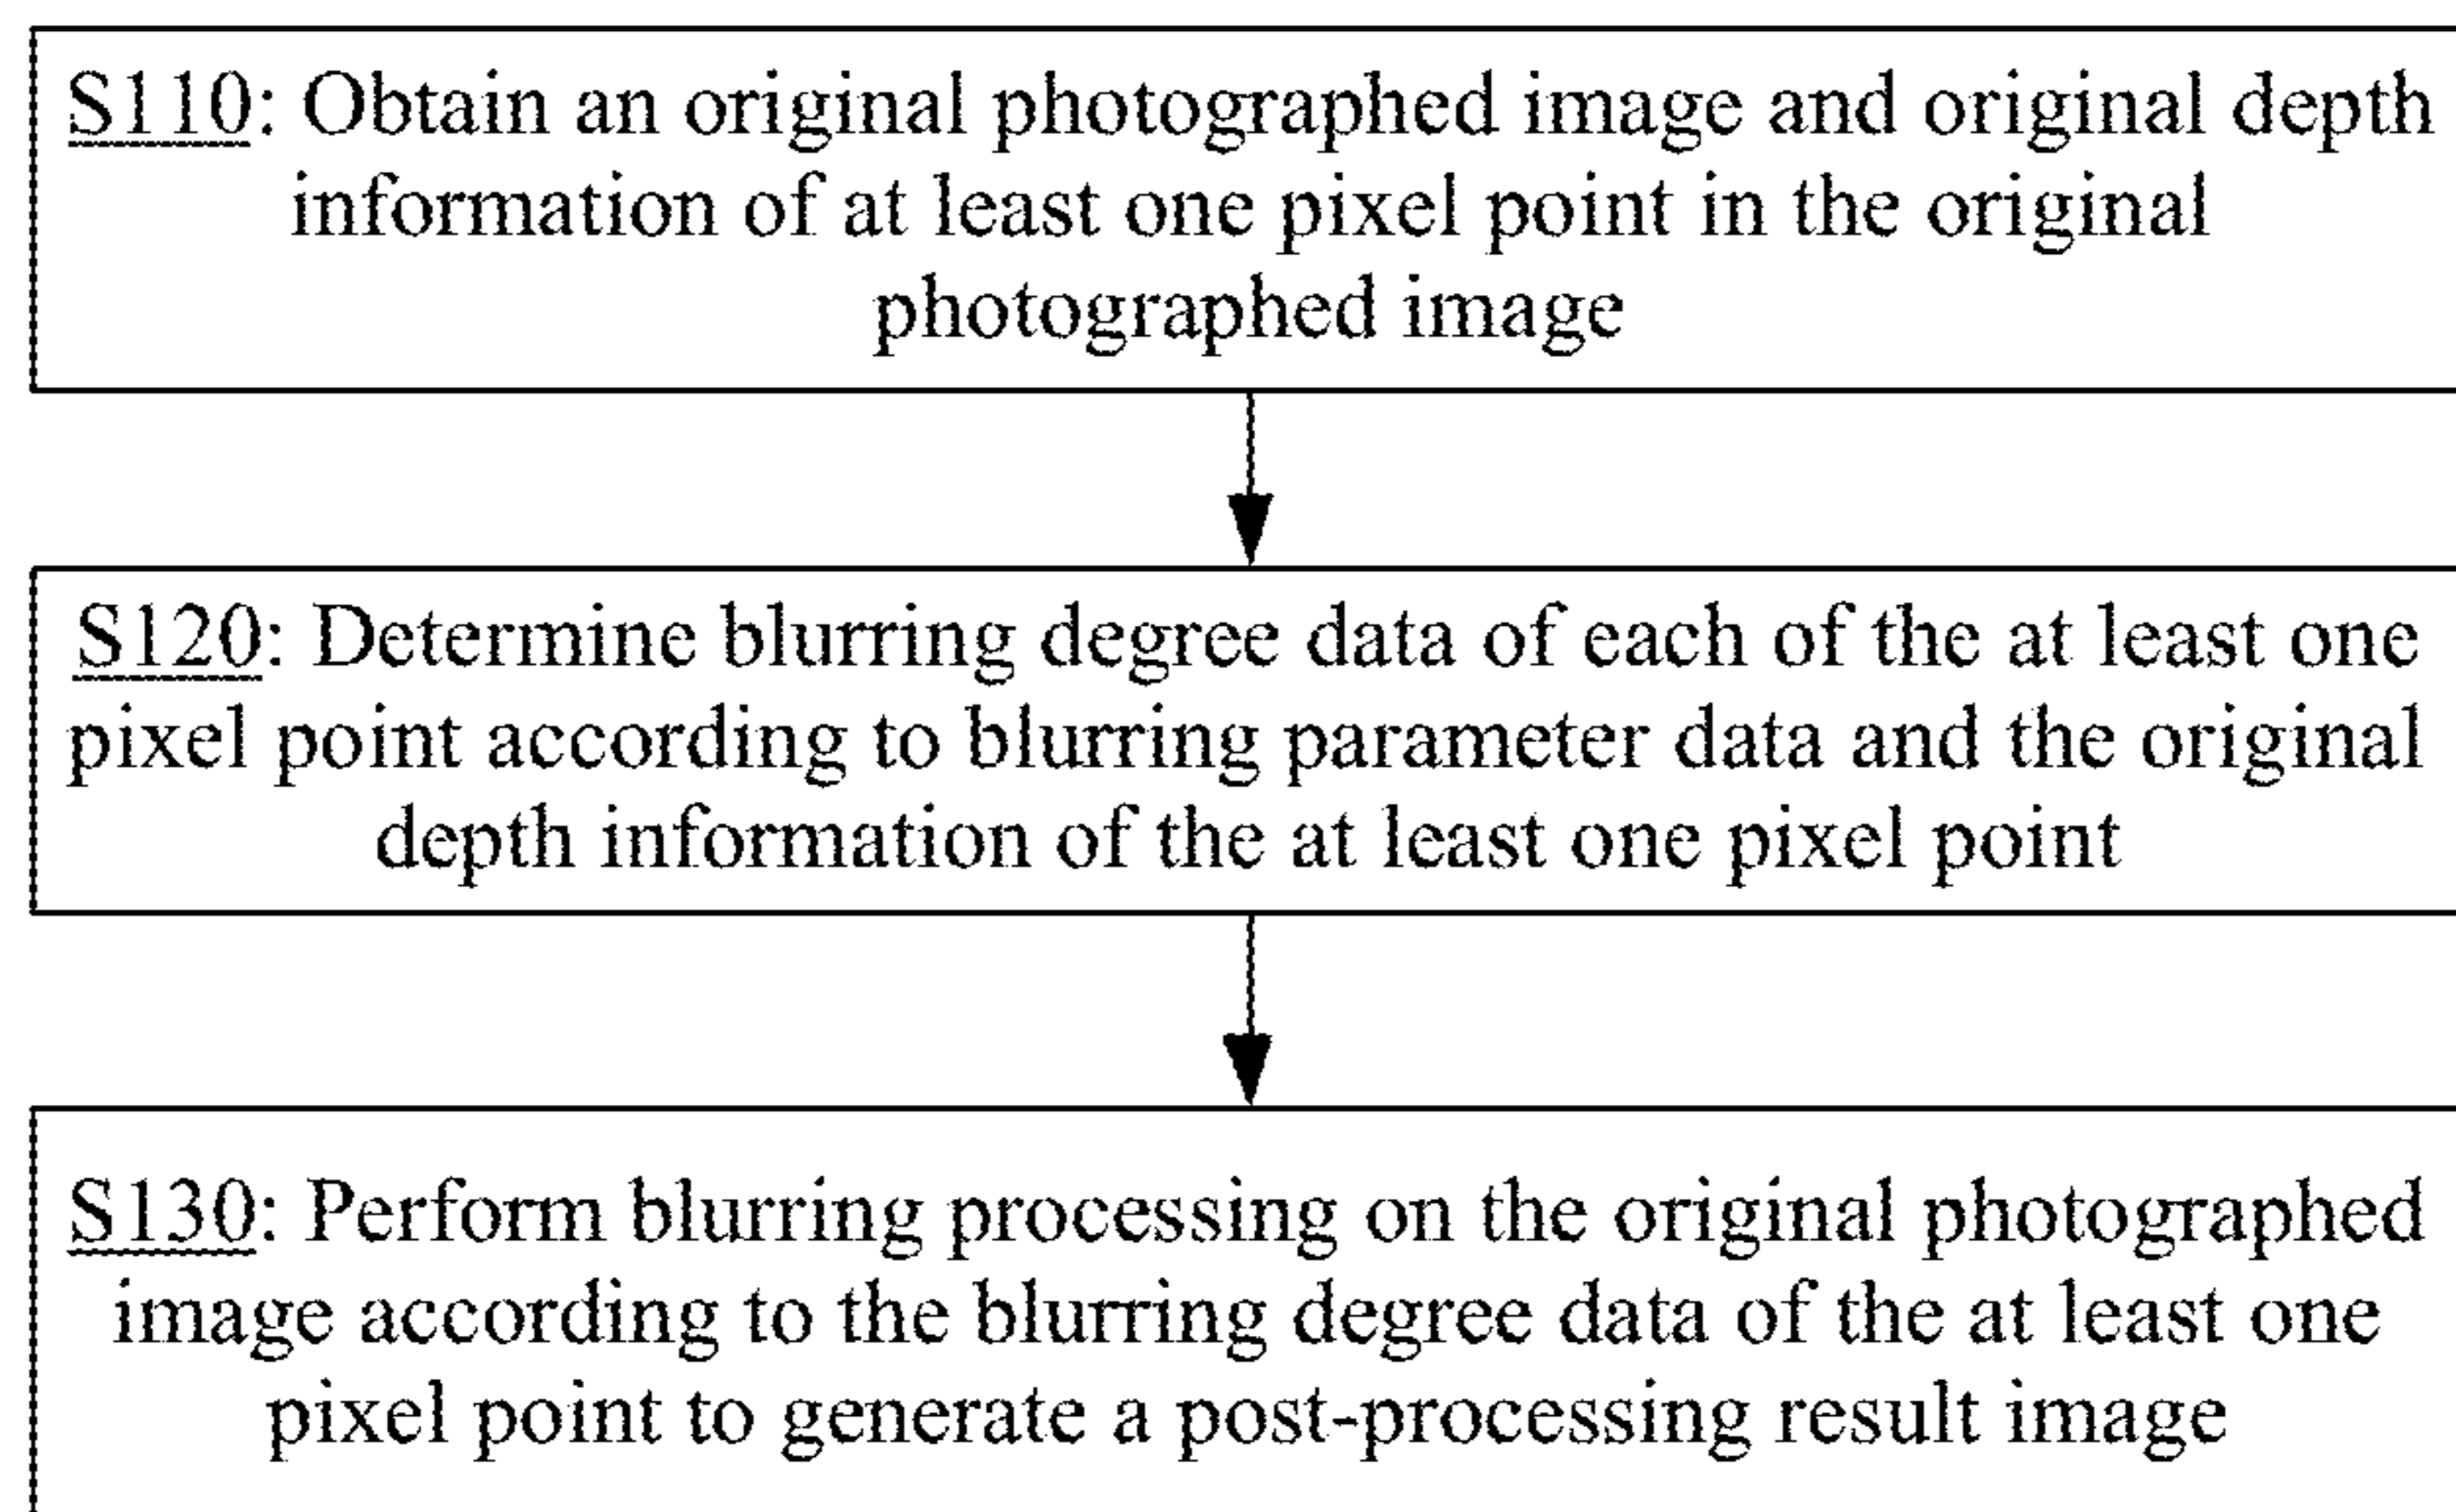 S110: Obtain an original photographed image and original depth
information of at least one pixel point in the original
photographed image
S120: Determine blurring degree data of each of the at least one
pixel point according to blurring parameter data and the original
depth information of the at least one pixel point
S130: Perform blurring processing on the original photographed
image according to the blurring degree data of the at least one
pixel point to generate a post-processing result image